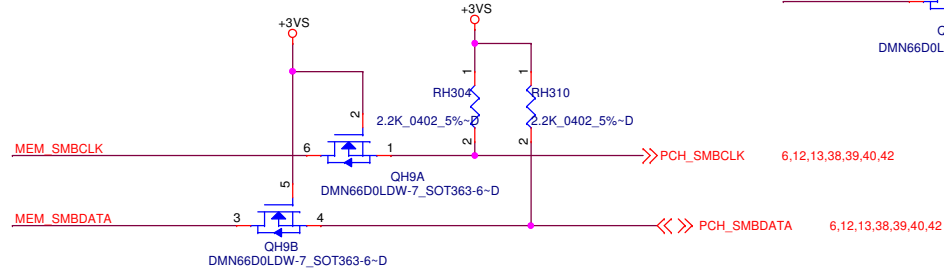 +3VS
+3VS
Q
DMN66D0L
1
1
RH304
RH310
2
2.2K_0402_5%~D
2.2K_0402_5%~D
2
2
MEM_SMBCLK
6
1
PCH_SMBCLK
6,12,13,38,39,40,42
QH9A
DMN66D0LDW-7_SOT363-6~D
5
MEM_SMBDATA
3
4
PCH_SMBDATA
6,12,13,38,39,40,42
QH9B
DMN66D0LDW-7_SOT363-6~D